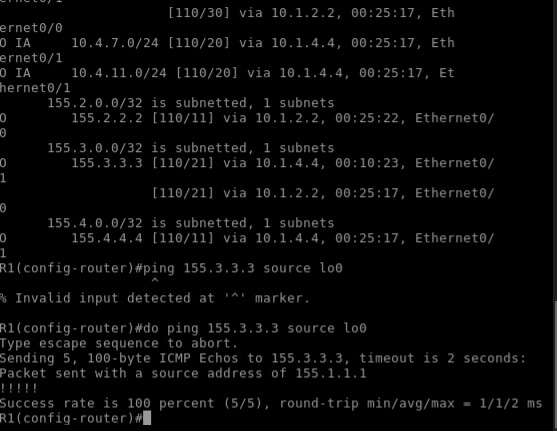 ernet0/1
[110/30] via 10.1.2.2, 00:25:17, Eth
ernet0/0
O IA     10.4.7.0/24 [110/20] via 10.1.4.4, 00:25:17, Eth
ernet0/1
O IA     10.4.11.0/24 [110/20] via 10.1.4.4, 00:25:17, Et
hernet0/1
155.2.0.0/32 is subnetted, 1 subnets
O        155.2.2.2 [110/11] via 10.1.2.2, 00:25:22, Ethernet0/
0
155.3.0.0/32 is subnetted, 1 subnets
O        155.3.3.3 [110/21] via 10.1.4.4, 00:10:23, Ethernet0/
1
[110/21] via 10.1.2.2, 00:25:17, Ethernet0/
0
155.4.0.0/32 is subnetted, 1 subnets
O        155.4.4.4 [110/11] via 10.1.4.4, 00:25:17, Ethernet0/
1
R1(config-router)#ping 155.3.3.3 source lo0
^
% Invalid input detected at '^' marker.
R1(config-router)#do ping 155.3.3.3 source lo0
Type escape sequence to abort.
Sending 5, 100-byte ICMP Echos to 155.3.3.3, timeout is 2 seconds:
Packet sent with a source address of 155.1.1.1
!!!!!
Success rate is 100 percent (5/5), round-trip min/avg/max = 1/1/2 ms
R1(config-router)#